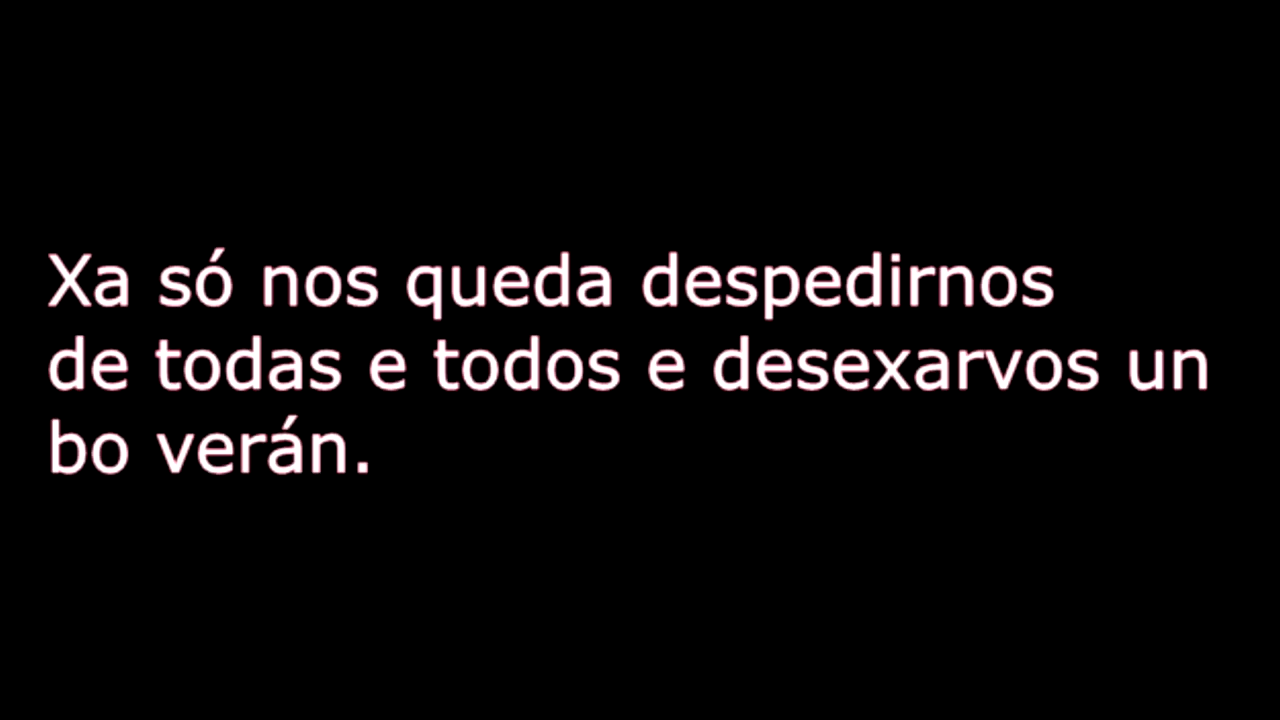 Xa só nos queda despedirnos
de todas e todos e desexarvos un
bo verán.